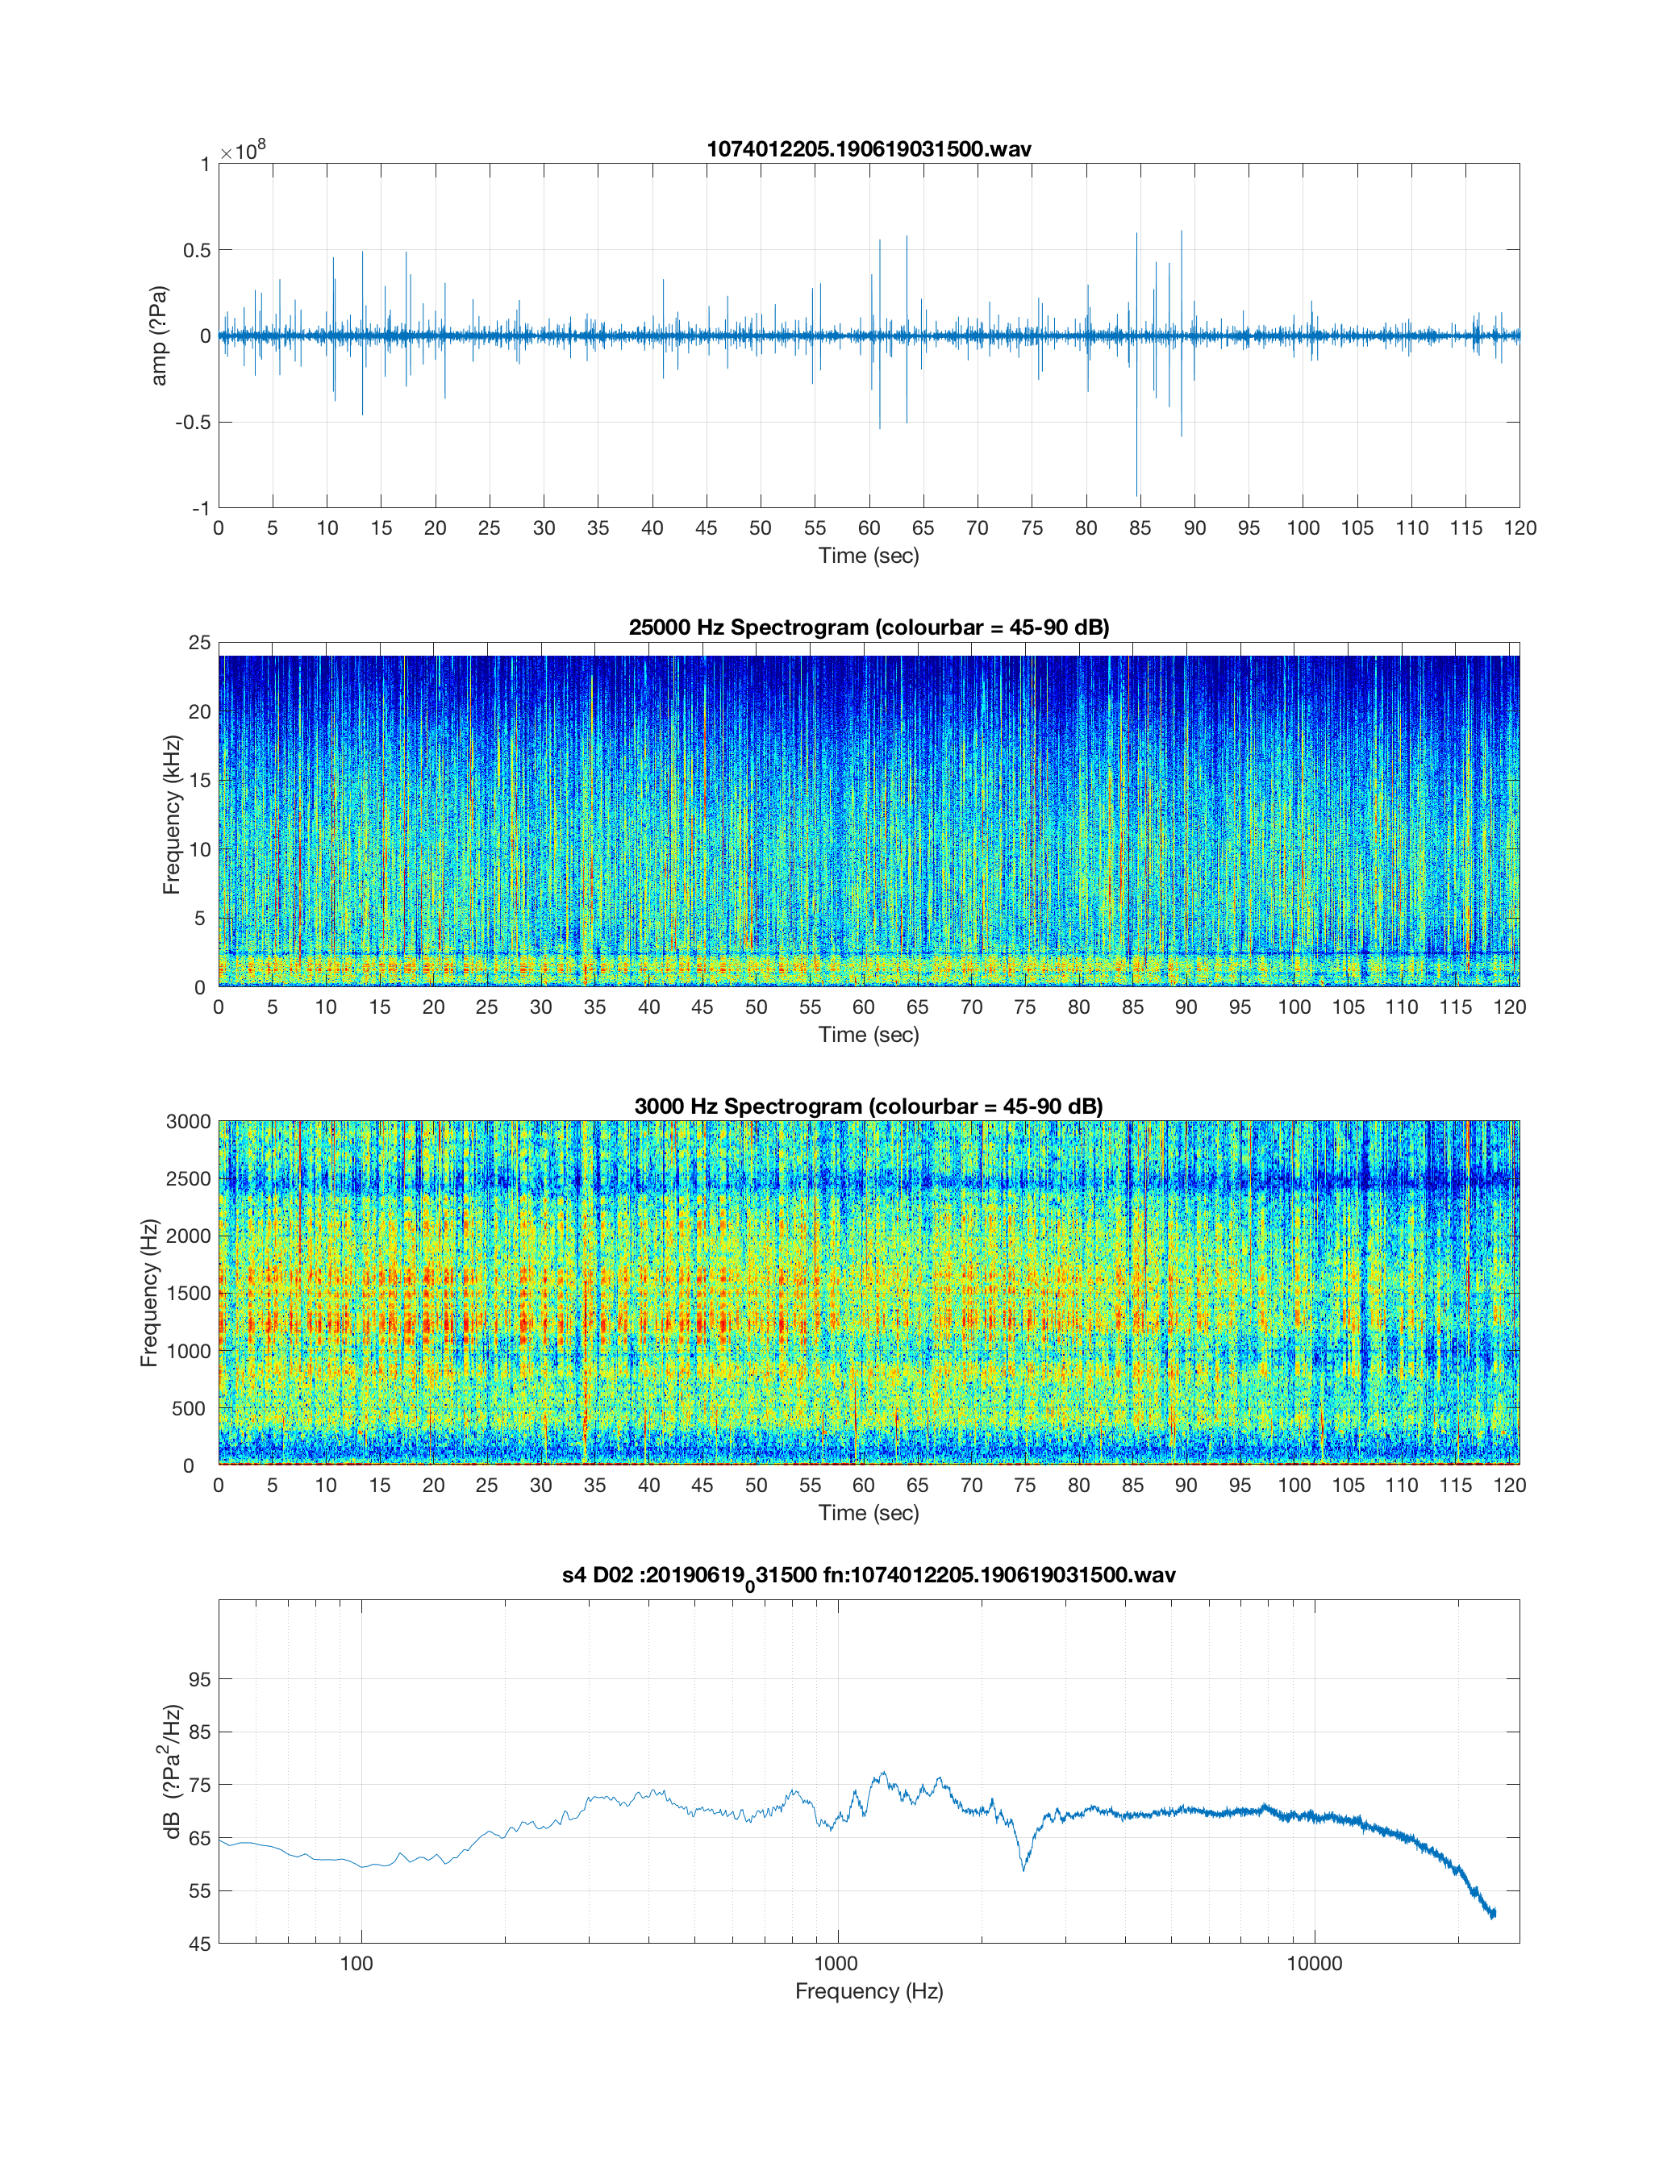 1074012205.190619031500.wav
×10⁸
1
0.5
0
-0.5
-1
amp (?Pa)
0 5 10 15 20 25 30 35 40 45 50 55 60 65 70 75 80 85 90 95 100 105 110 115 120
Time (sec)
25000 Hz Spectrogram (colourbar = 45-90 dB)
25
20
15
10
5
0
Frequency (kHz)
0 5 10 15 20 25 30 35 40 45 50 55 60 65 70 75 80 85 90 95 100 105 110 115 120
Time (sec)
3000 Hz Spectrogram (colourbar = 45-90 dB)
3000
2500
2000
1500
1000
500
0
Frequency (Hz)
0 5 10 15 20 25 30 35 40 45 50 55 60 65 70 75 80 85 90 95 100 105 110 115 120
Time (sec)
s4 D02 :20190619₀31500 fn:1074012205.190619031500.wav
95
85
75
65
55
45
dB (?Pa²/Hz)
100 1000 10000
Frequency (Hz)